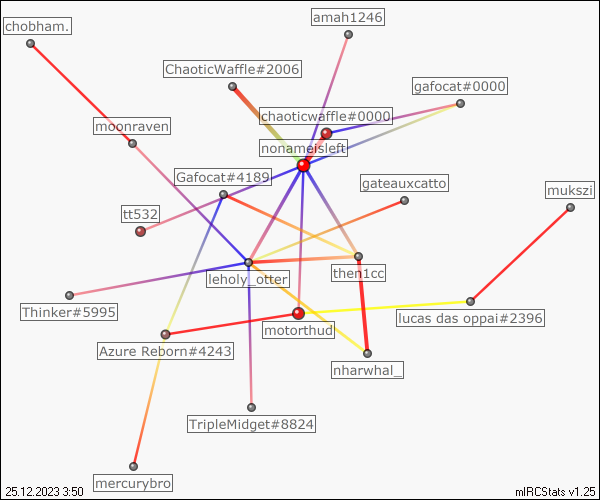 amah1246
chobham.
ChaoticWaffle#2006
gafocat#0000
chaoticwaffle#0000
moonraven
nonameisleft
Gafocat#4189
gateauxcatto
mukszi
tt532
leholy_otter
then1cc
Thinker#5995
lucas das oppai#2396
motorthud
Azure Reborn#4243
nharwhal_
TripleMidget#8824
mercurybro
25.12.2023 3:50
mIRCStats v1.25